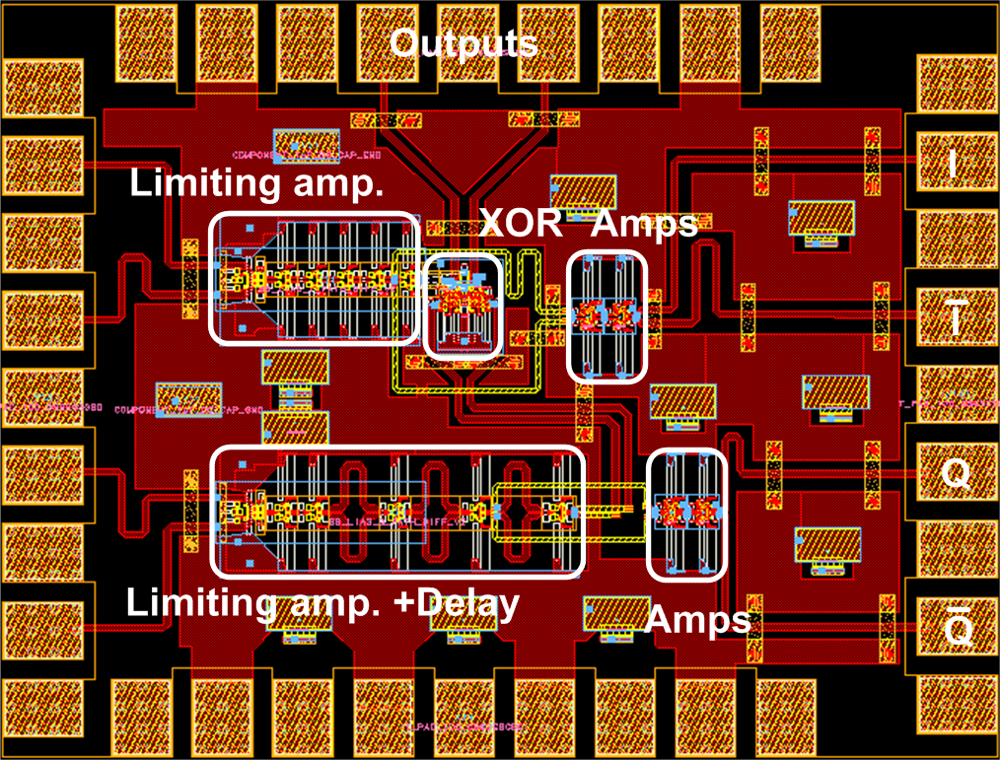 Outputs
Limiting amp.
XOR Amps
I
I̅
Q
Limiting amp. +Delay
Amps
Q̅